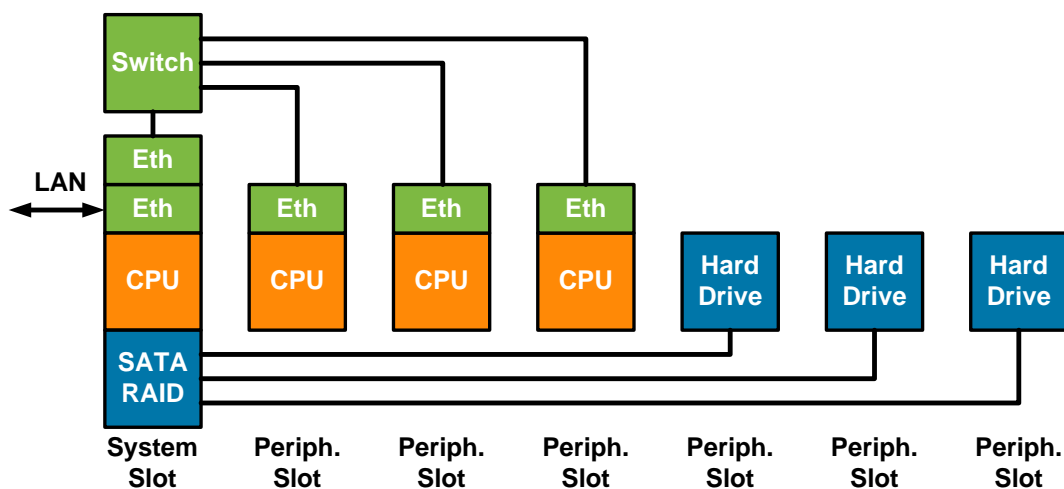 Switch
Eth
LAN
Eth
Eth
Eth
Eth
CPU
CPU
CPU
CPU
Hard
Drive
Hard
Drive
Hard
Drive
SATA
RAID
System
Slot
Periph.
Slot
Periph.
Slot
Periph.
Slot
Periph.
Slot
Periph.
Slot
Periph.
Slot